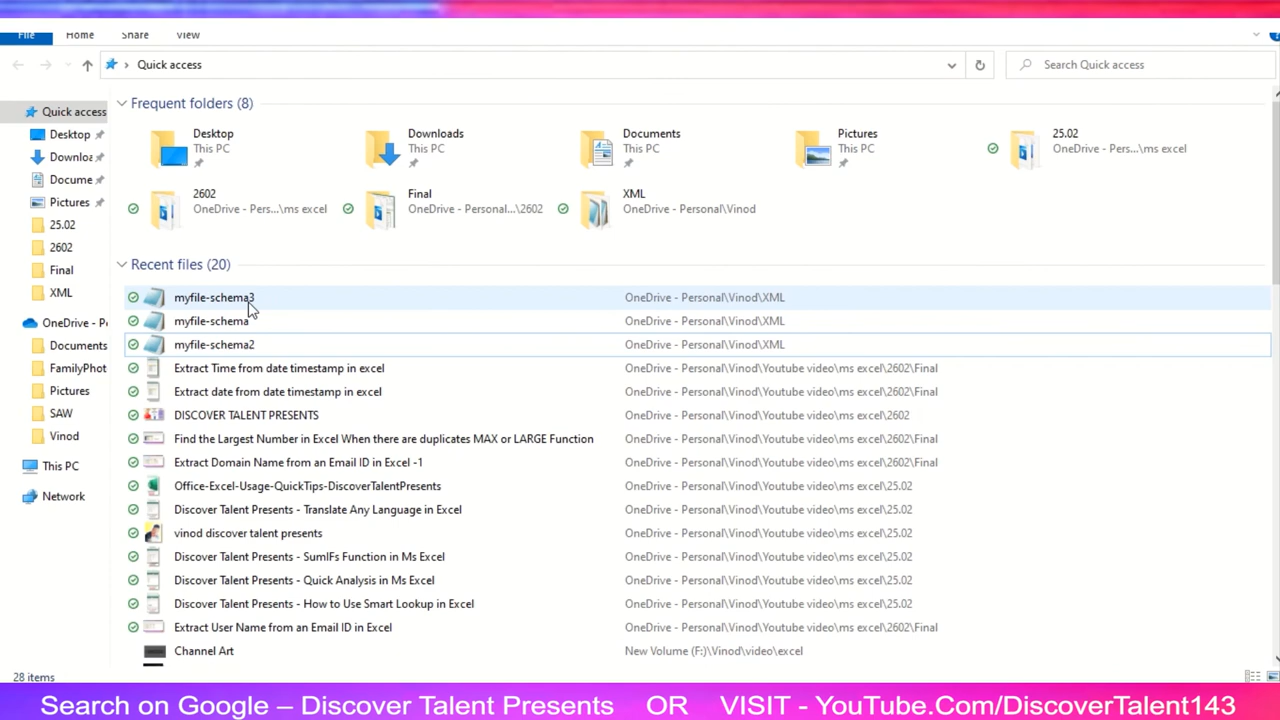 File Home Share View
Quick access
Search Quick access
Quick access
Desktop
Downloa
Docume
Pictures
25.02
2602
Final
XML
OneDrive - Pe
Documents
FamilyPhot
Pictures
SAW
Vinod
This PC
Network
Frequent folders (8)
Desktop
This PC
Downloads
This PC
Documents
This PC
Pictures
This PC
25.02
OneDrive - Pers...\ms excel
2602
OneDrive - Pers...\ms excel
Final
OneDrive - Personal...\2602
XML
OneDrive - Personal\Vinod
Recent files (20)
myfile-schema3 OneDrive - Personal\Vinod\XML
myfile-schema OneDrive - Personal\Vinod\XML
myfile-schema2 OneDrive - Personal\Vinod\XML
Extract Time from date timestamp in excel OneDrive - Personal\Vinod\Youtube video\ms excel\2602\Final
Extract date from date timestamp in excel OneDrive - Personal\Vinod\Youtube video\ms excel\2602\Final
DISCOVER TALENT PRESENTS OneDrive - Personal\Vinod\Youtube video\ms excel\2602
Find the Largest Number in Excel When there are duplicates MAX or LARGE Function OneDrive - Personal\Vinod\Youtube video\ms excel\2602\Final
Extract Domain Name from an Email ID in Excel -1 OneDrive - Personal\Vinod\Youtube video\ms excel\2602\Final
Office-Excel-Usage-QuickTips-DiscoverTalentPresents OneDrive - Personal\Vinod\Youtube video\ms excel\25.02
Discover Talent Presents - Translate Any Language in Excel OneDrive - Personal\Vinod\Youtube video\ms excel\25.02
vinod discover talent presents OneDrive - Personal\Vinod\Youtube video\ms excel\25.02
Discover Talent Presents - SumIFs Function in Ms Excel OneDrive - Personal\Vinod\Youtube video\ms excel\25.02
Discover Talent Presents - Quick Analysis in Ms Excel OneDrive - Personal\Vinod\Youtube video\ms excel\25.02
Discover Talent Presents - How to Use Smart Lookup in Excel OneDrive - Personal\Vinod\Youtube video\ms excel\25.02
Extract User Name from an Email ID in Excel OneDrive - Personal\Vinod\Youtube video\ms excel\2602\Final
Channel Art New Volume (F:)\Vinod\video\excel
28 items
Search on Google – Discover Talent Presents OR VISIT - YouTube.Com/DiscoverTalent143